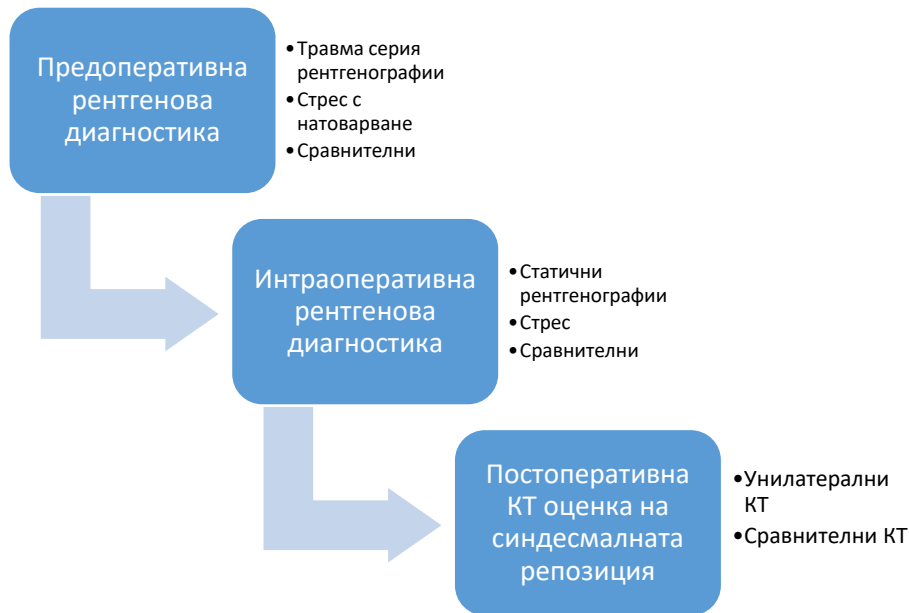 Предоперативна
рентгенова
диагностика
•Травма серия
рентгенографии
•Стрес с
натоварване
•Сравнителни
Интраоперативна
рентгенова
диагностика
•Статични
рентгенографии
•Стрес
•Сравнителни
Постоперативна
КТ оценка на
синдесмалната
репозиция
•Унилатерални
КТ
•Сравнителни КТ